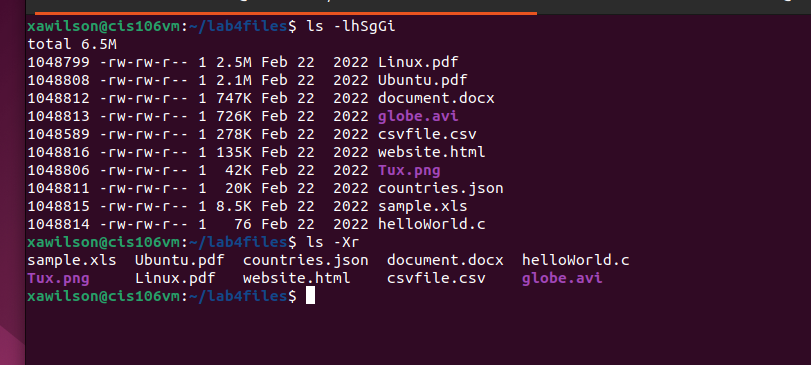 xawilson@cis106vm:~/lab4files$ ls -lhSgGi
total 6.5M
1048799 -rw-rw-r-- 1 2.5M Feb 22  2022 Linux.pdf
1048808 -rw-rw-r-- 1 2.1M Feb 22  2022 Ubuntu.pdf
1048812 -rw-rw-r-- 1 747K Feb 22  2022 document.docx
1048813 -rw-rw-r-- 1 726K Feb 22  2022 globe.avi
1048589 -rw-rw-r-- 1 278K Feb 22  2022 csvfile.csv
1048816 -rw-rw-r-- 1 135K Feb 22  2022 website.html
1048806 -rw-rw-r-- 1  42K Feb 22  2022 Tux.png
1048811 -rw-rw-r-- 1  20K Feb 22  2022 countries.json
1048815 -rw-rw-r-- 1 8.5K Feb 22  2022 sample.xls
1048814 -rw-rw-r-- 1   76 Feb 22  2022 helloWorld.c
xawilson@cis106vm:~/lab4files$ ls -Xr
sample.xls  Ubuntu.pdf  countries.json  document.docx  helloWorld.c
Tux.png     Linux.pdf   website.html    csvfile.csv    globe.avi
xawilson@cis106vm:~/lab4files$